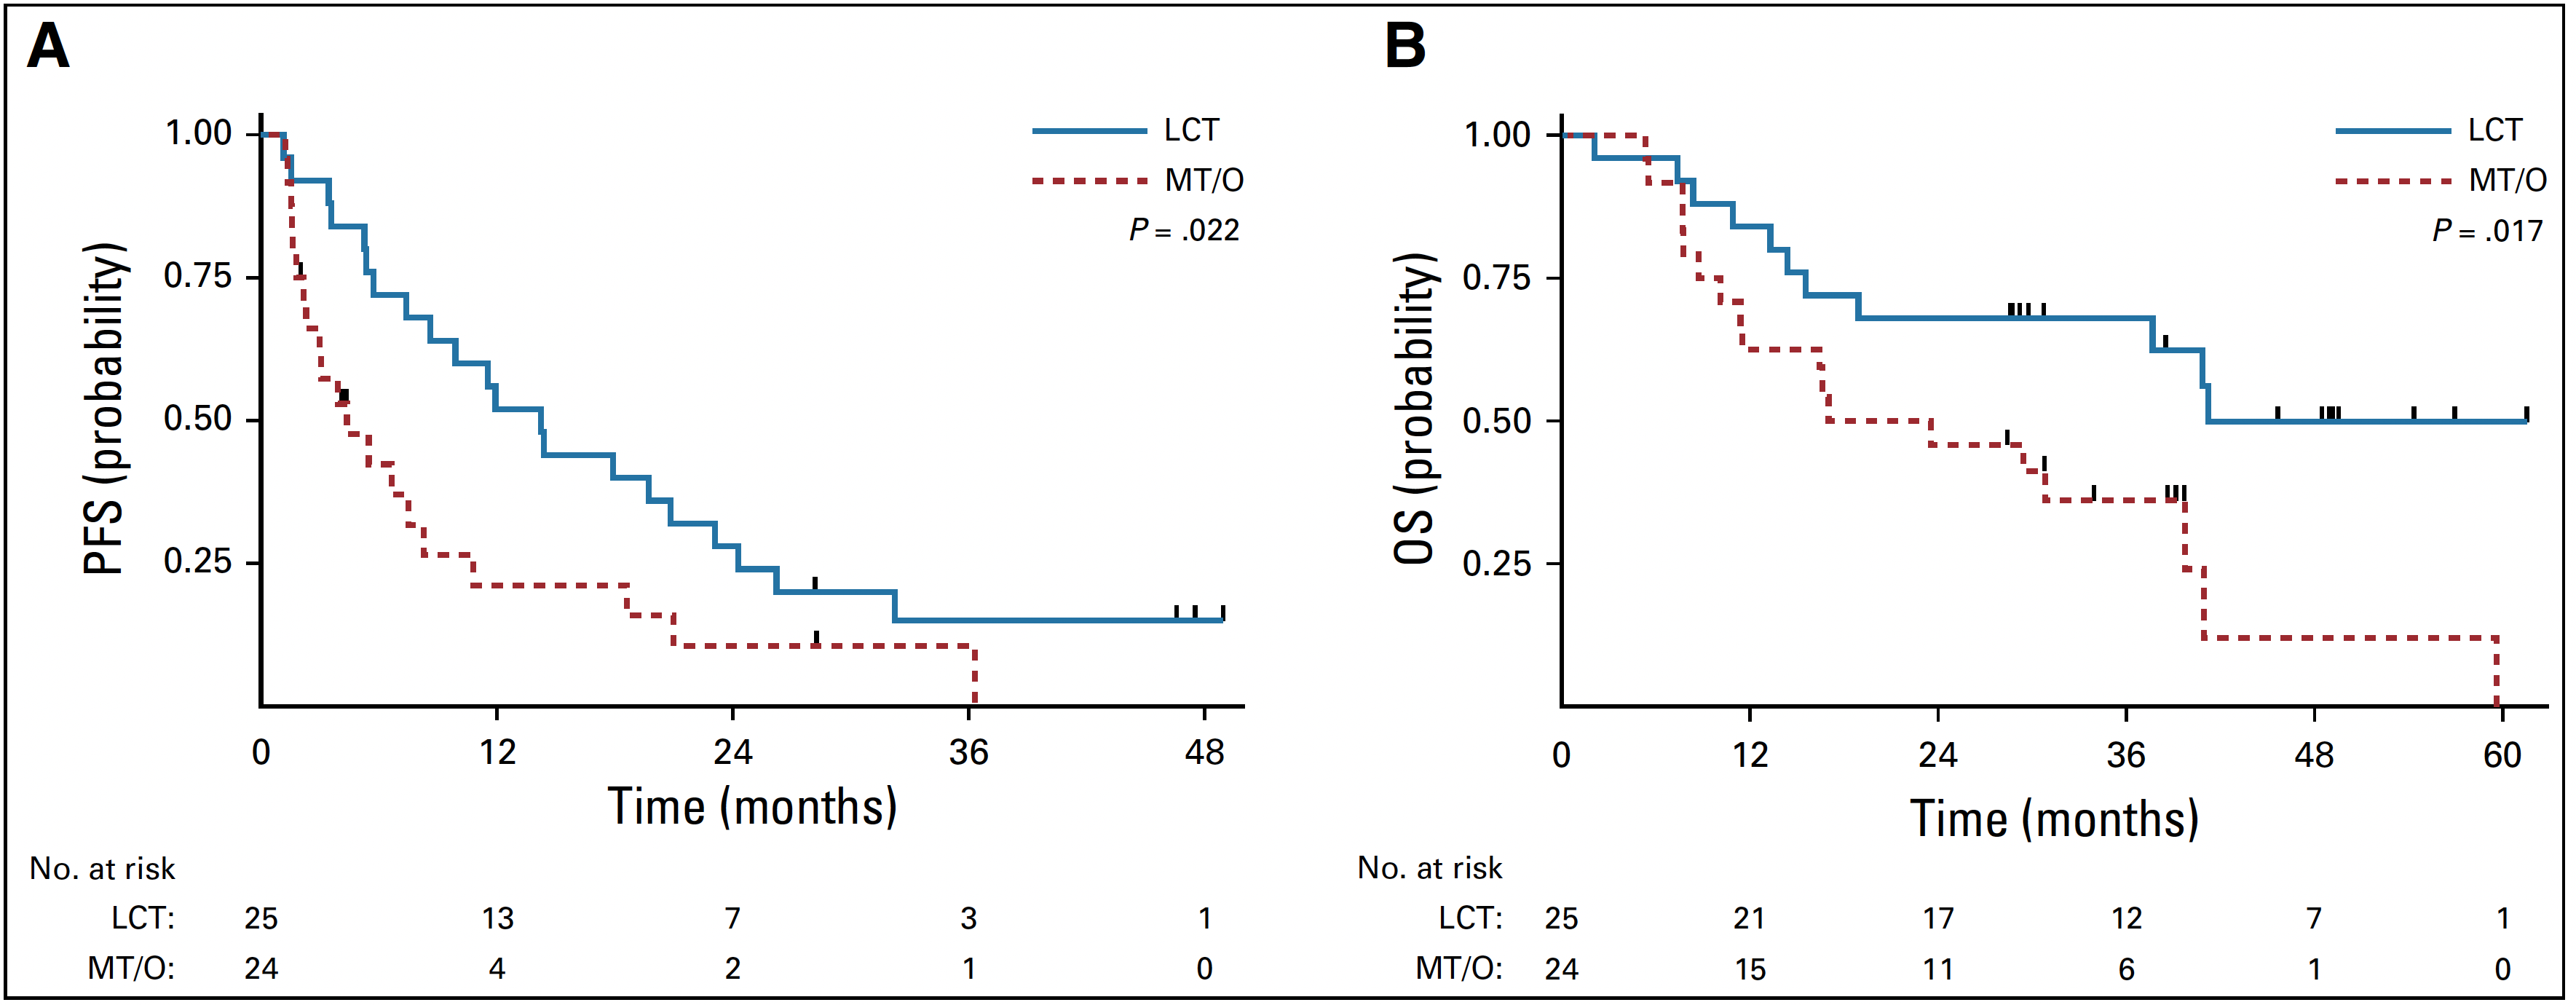 A
PFS (probability)
1.00
0.75
0.50
0.25
LCT
MT/O
P = .022
0 12 24 36 48
Time (months)
No. at risk
LCT: 25 13 7 3 1
MT/O: 24 4 2 1 0
B
OS (probability)
1.00
0.75
0.50
0.25
LCT
MT/O
P = .017
0 12 24 36 48 60
Time (months)
No. at risk
LCT: 25 21 17 12 7 1
MT/O: 24 15 11 6 1 0